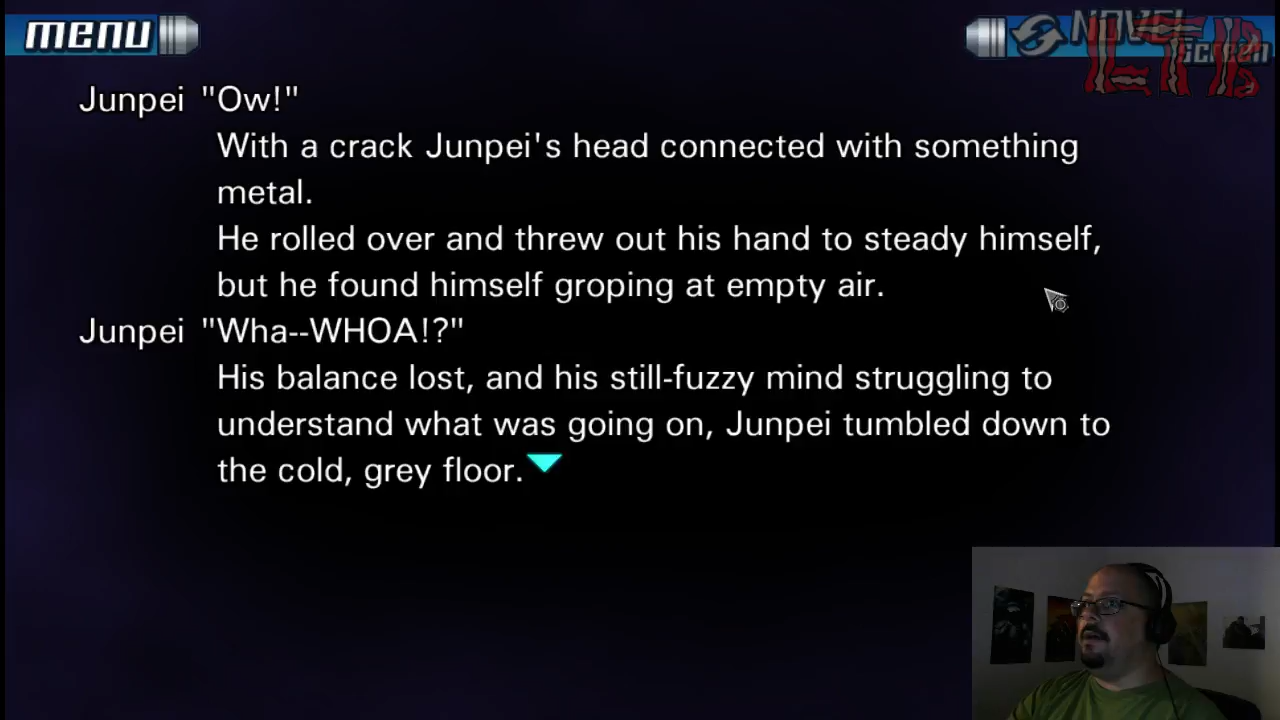 menu
NOVEL
screen
LTBs
Junpei "Ow!"
With a crack Junpei's head connected with something
metal.
He rolled over and threw out his hand to steady himself,
but he found himself groping at empty air.
Junpei "Wha--WHOA!?"
His balance lost, and his still-fuzzy mind struggling to
understand what was going on, Junpei tumbled down to
the cold, grey floor.